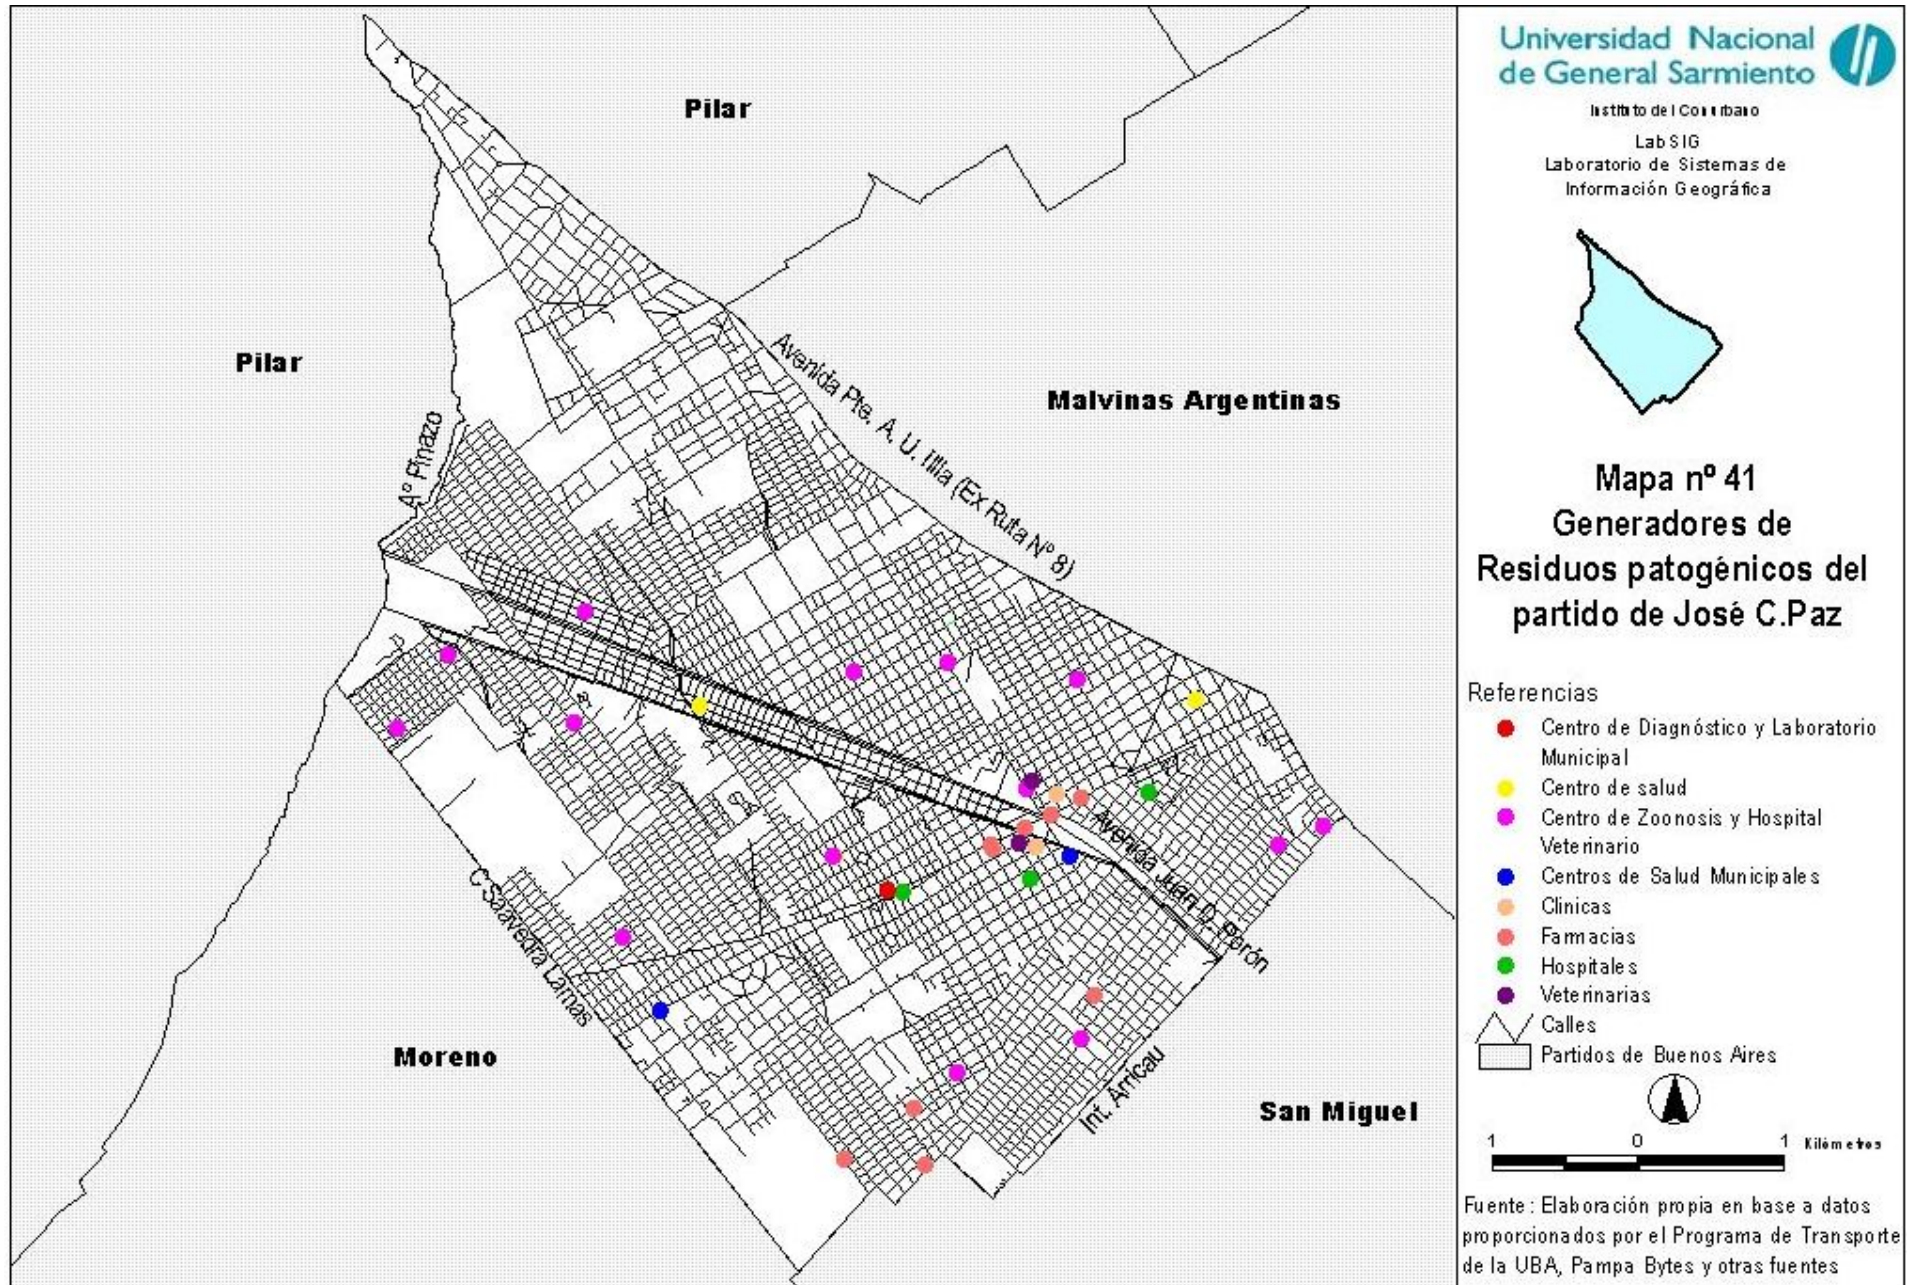 Pilar
Pilar
Malvinas Argentinas
Avenida Pte. A. U. Illia (Ex Ruta Nº 8)
Aº Pinazo
Avenida Juan D. Perón
C Saavedra Lamas
Int. Arricau
Moreno
San Miguel
Universidad Nacional
de General Sarmiento
Instituto del Conurbano
LabSIG
Laboratorio de Sistemas de
Información Geográfica
Mapa nº 41
Generadores de
Residuos patogénicos del
partido de José C.Paz
Referencias
Centro de Diagnóstico y Laboratorio
Municipal
Centro de salud
Centro de Zoonosis y Hospital
Veterinario
Centros de Salud Municipales
Clinicas
Farmacias
Hospitales
Veterinarias
Calles
Partidos de Buenos Aires
1 0 1 Kilómetros
Fuente: Elaboración propia en base a datos
proporcionados por el Programa de Transporte
de la UBA, Pampa Bytes y otras fuentes